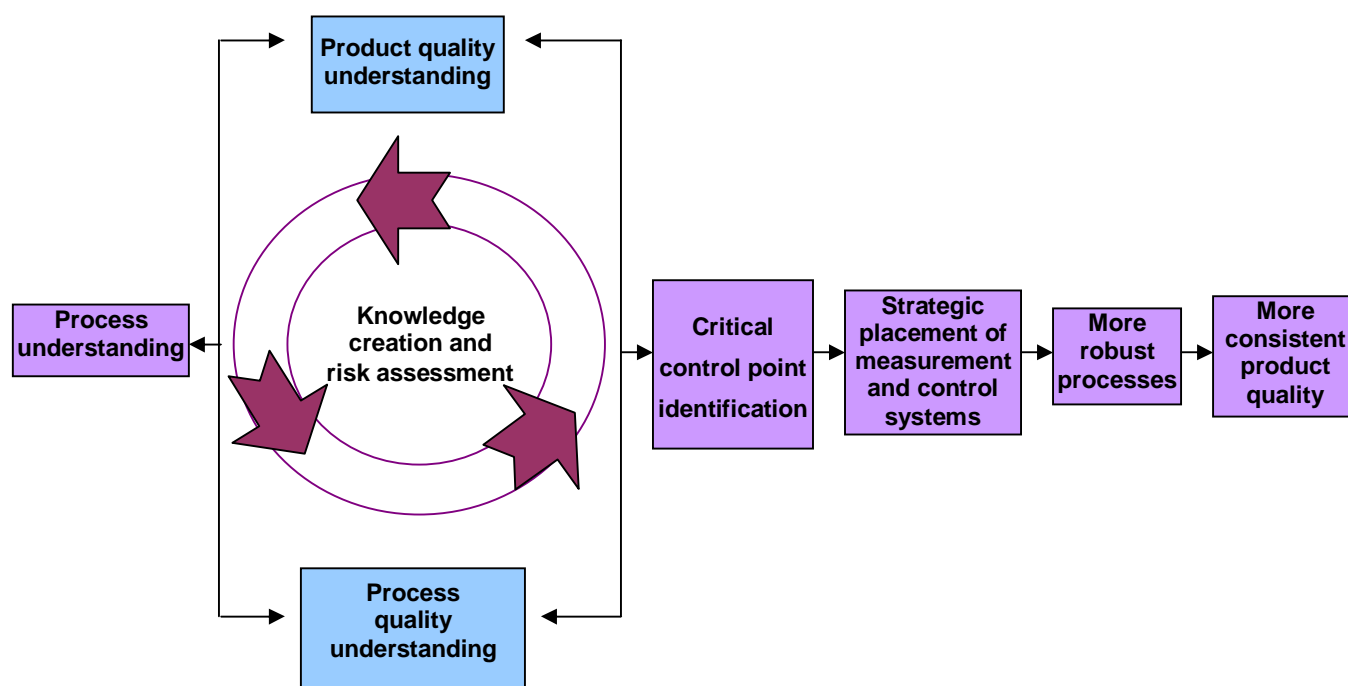 Product quality
understanding
Process
understanding
Knowledge
creation and
risk assessment
Process
quality
understanding
Critical
control point
identification
Strategic
placement of
measurement
and control
systems
More
robust
processes
More
consistent
product
quality